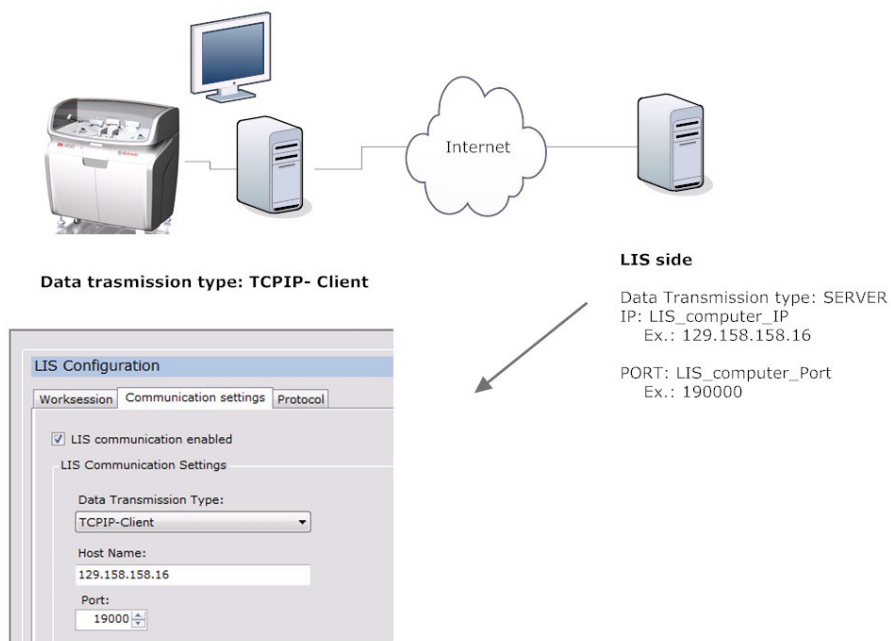 Internet
Data trasmission type: TCPIP- Client
LIS side
Data Transmission type: SERVER
IP: LIS_computer_IP
Ex.: 129.158.158.16
PORT: LIS_computer_Port
Ex.: 190000
LIS Configuration
Worksession Communication settings Protocol
LIS communication enabled
LIS Communication Settings
Data Transmission Type:
TCPIP-Client
Host Name:
129.158.158.16
Port:
19000